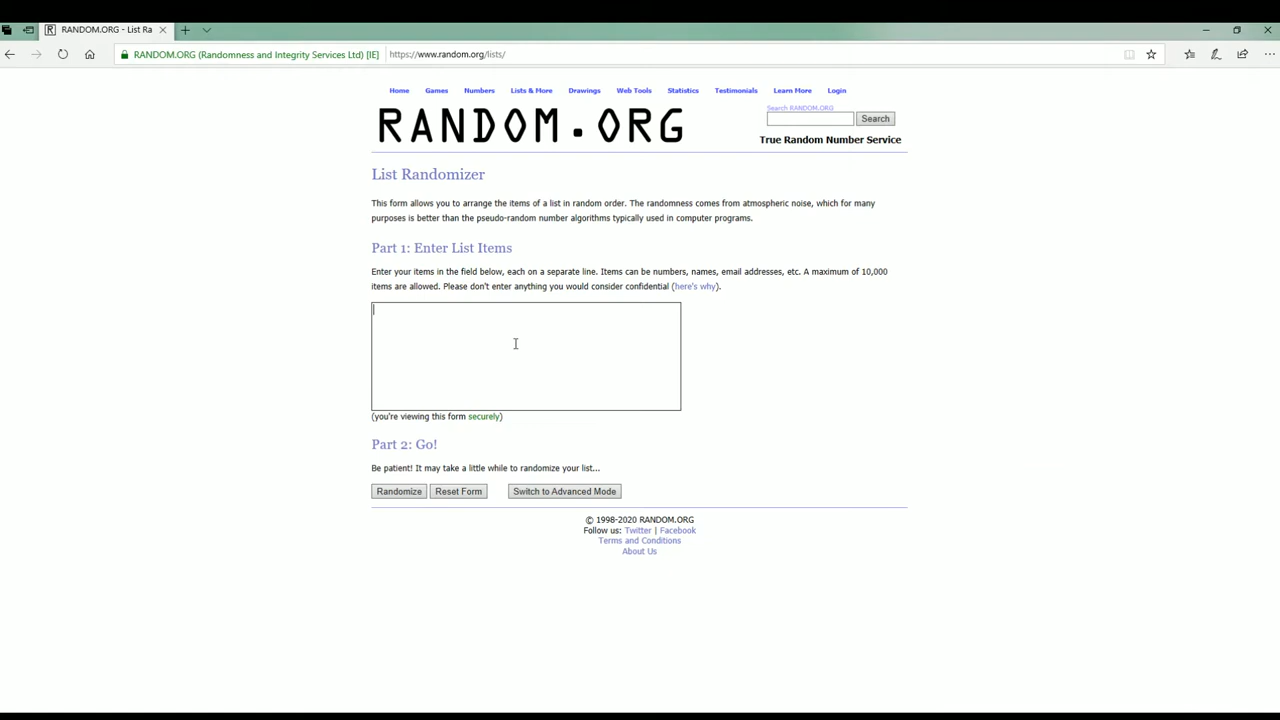 RANDOM.ORG - List Ra
RANDOM.ORG (Randomness and Integrity Services Ltd) [IE] https://www.random.org/lists/
Home Games Numbers Lists & More Drawings Web Tools Statistics Testimonials Learn More Login
RANDOM.ORG
Search RANDOM.ORG
Search
True Random Number Service
List Randomizer
This form allows you to arrange the items of a list in random order. The randomness comes from atmospheric noise, which for many
purposes is better than the pseudo-random number algorithms typically used in computer programs.
Part 1: Enter List Items
Enter your items in the field below, each on a separate line. Items can be numbers, names, email addresses, etc. A maximum of 10,000
items are allowed. Please don't enter anything you would consider confidential (here's why).
(you're viewing this form securely)
Part 2: Go!
Be patient! It may take a little while to randomize your list...
Randomize Reset Form Switch to Advanced Mode
© 1998-2020 RANDOM.ORG
Follow us: Twitter | Facebook
Terms and Conditions
About Us